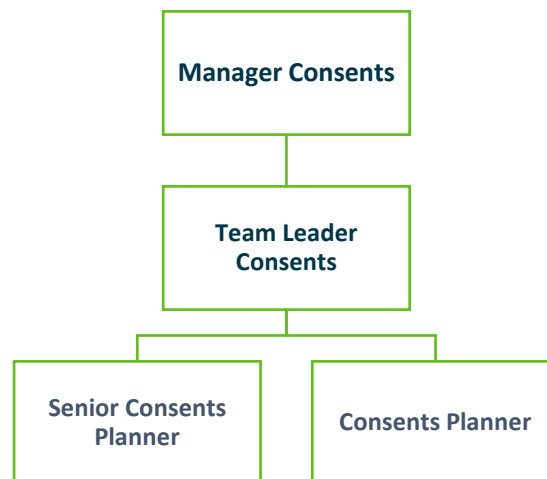 Manager Consents
Team Leader
Consents
Senior Consents
Planner
Consents Planner